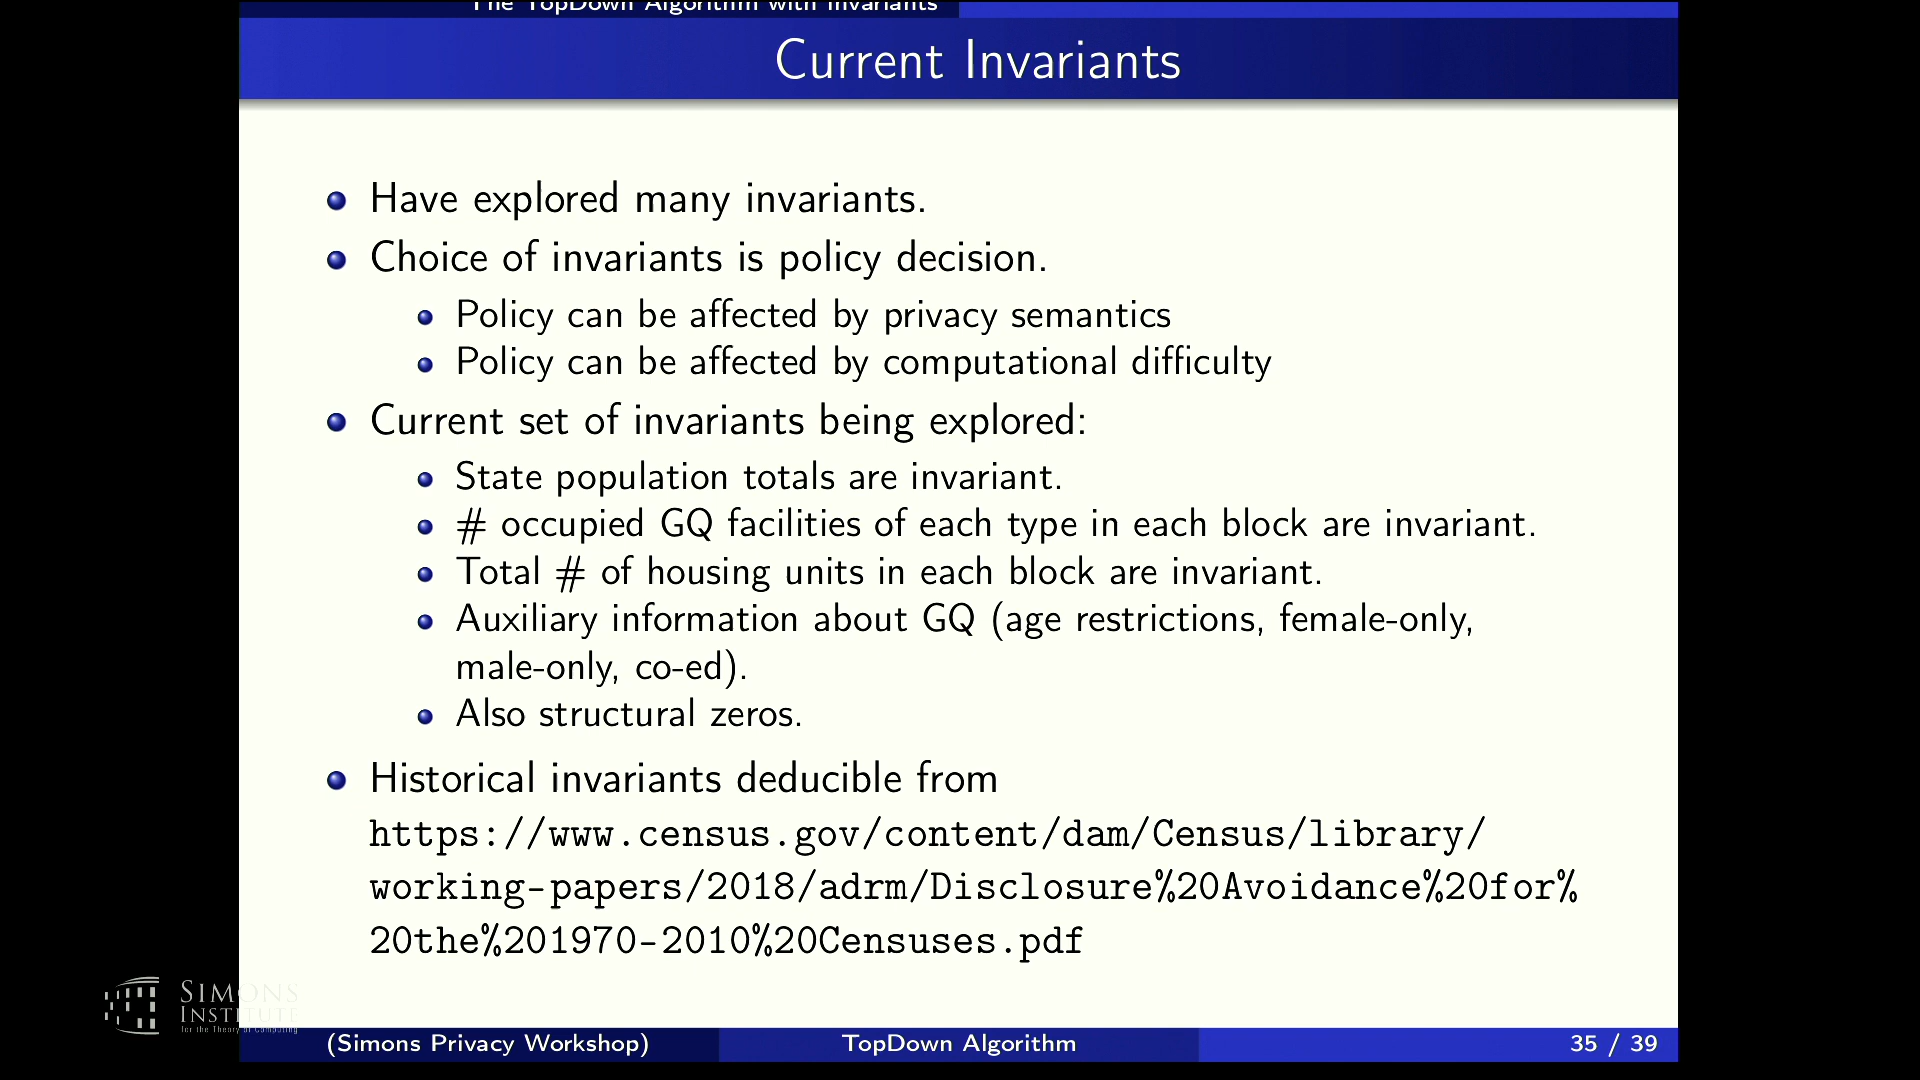 The TopDown Algorithm with Invariants
Current Invariants
Have explored many invariants.
Choice of invariants is policy decision.
Policy can be affected by privacy semantics
Policy can be affected by computational difficulty
Current set of invariants being explored:
State population totals are invariant.
# occupied GQ facilities of each type in each block are invariant.
Total # of housing units in each block are invariant.
Auxiliary information about GQ (age restrictions, female-only,
male-only, co-ed).
Also structural zeros.
Historical invariants deducible from
https://www.census.gov/content/dam/Census/library/
working-papers/2018/adrm/Disclosure%20Avoidance%20for%
20the%201970-2010%20Censuses.pdf
SIMONS
INSTITUTE
for the Theory of Computing
(Simons Privacy Workshop)
TopDown Algorithm
35 / 39